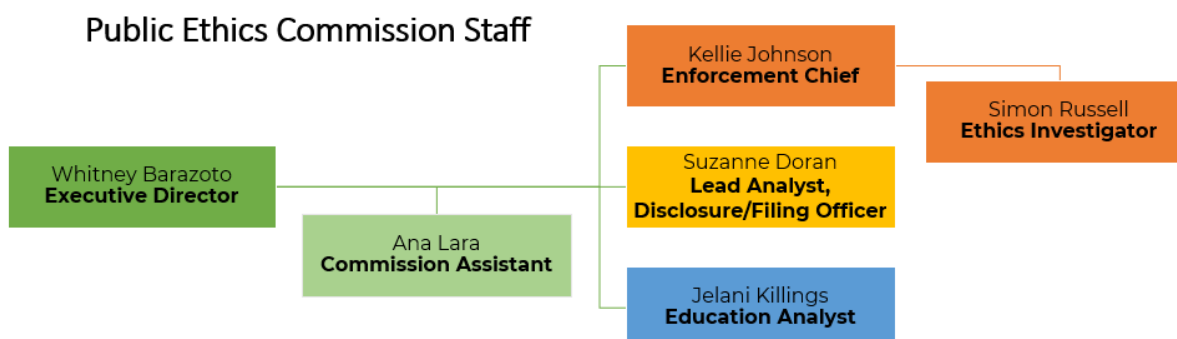 Public Ethics Commission Staff
Kellie Johnson
Enforcement Chief
Simon Russell
Ethics Investigator
Whitney Barazoto
Executive Director
Suzanne Doran
Lead Analyst,
Disclosure/Filing Officer
Ana Lara
Commission Assistant
Jelani Killings
Education Analyst